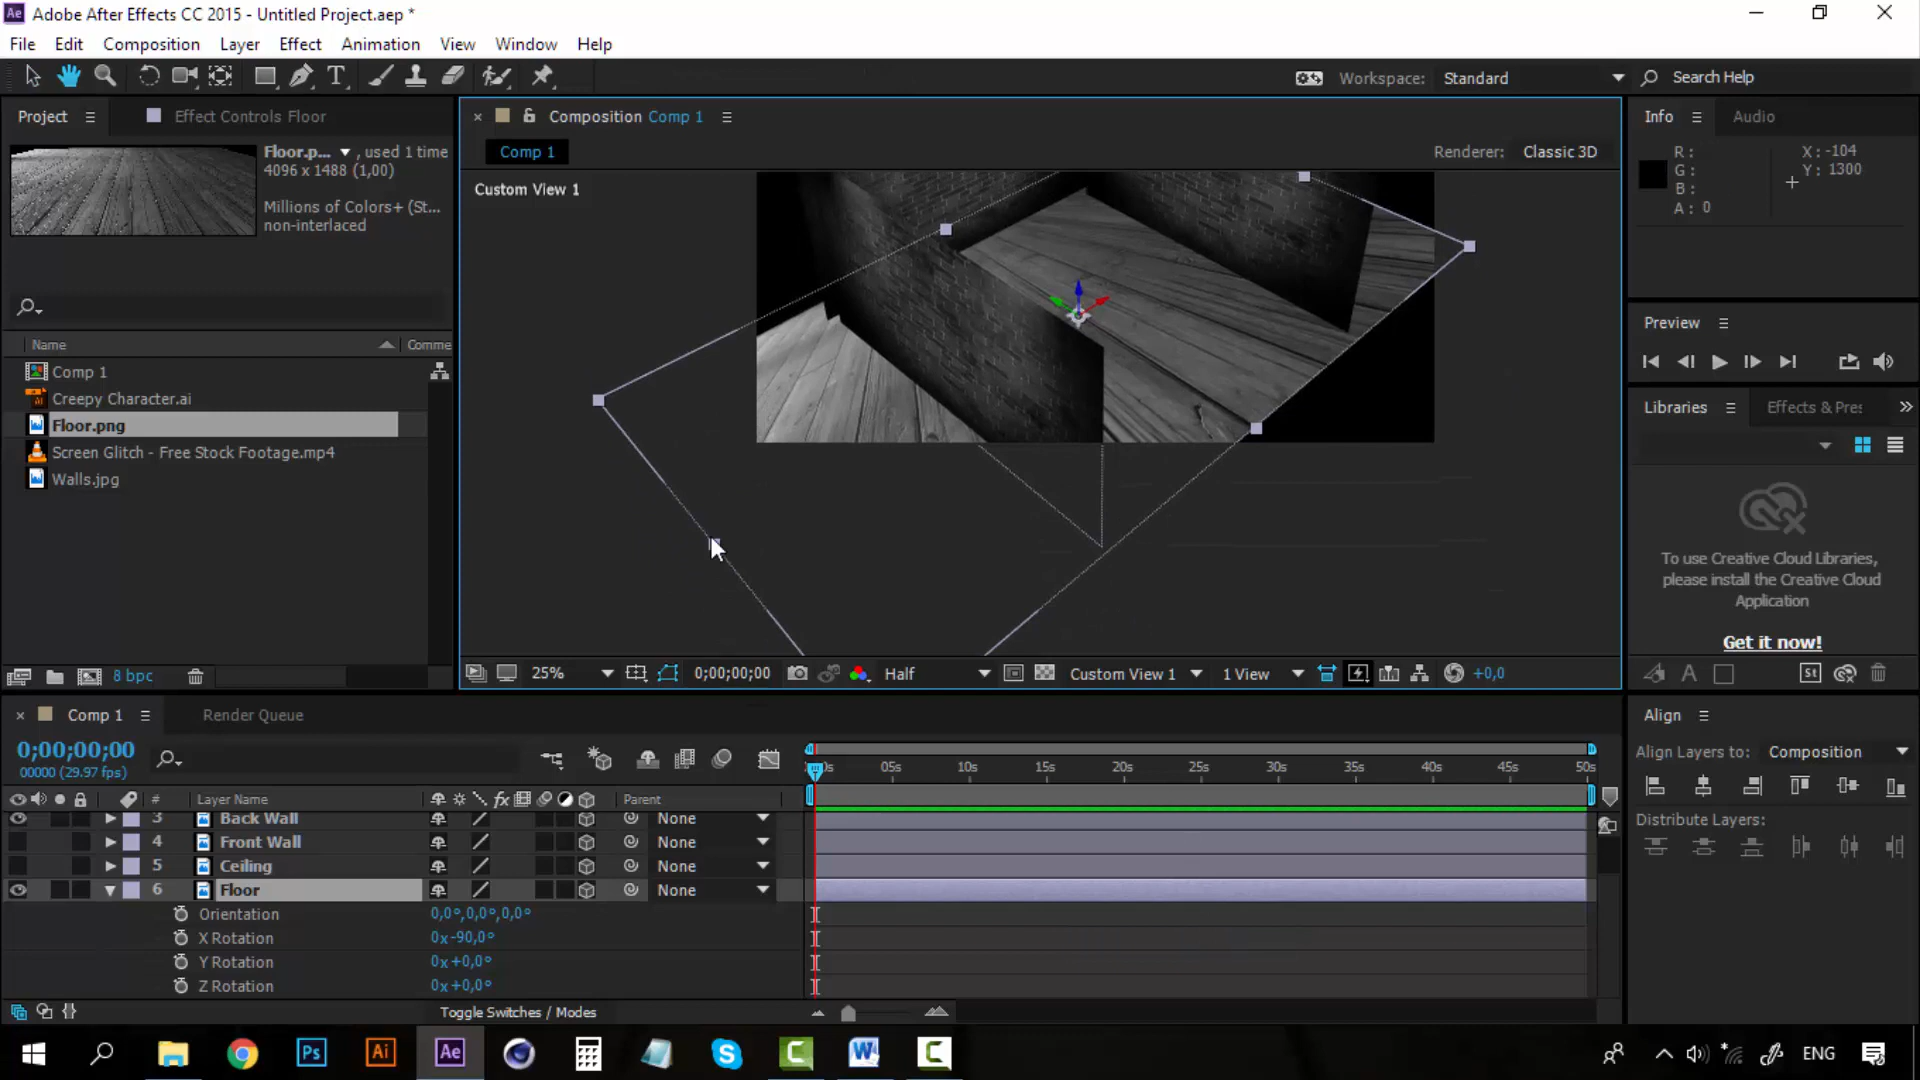 Adobe After Effects CC 2015 - Untitled Project.aep *
File Edit Composition Layer Effect Animation View Window Help
Workspace: Standard Search Help
Project Effect Controls Floor
Floor.p... , used 1 time
4096 x 1488 (1,00)
Millions of Colors+ (St...
non-interlaced
Name Comme
Comp 1
Creepy Character.ai
Floor.png
Screen Glitch - Free Stock Footage.mp4
Walls.jpg
8 bpc
Composition Comp 1
Comp 1
Renderer: Classic 3D
Custom View 1
25% 0;00;00;00 Half Custom View 1 1 View +0,0
Info Audio
R: X: -104
G: Y: 1300
B:
A: 0
Preview
Libraries Effects & Pres
To use Creative Cloud Libraries,
please install the Creative Cloud
Application
Get it now!
St
Align
Align Layers to: Composition
Distribute Layers:
Comp 1 Render Queue
0;00;00;00
00000 (29.97 fps)
05s 10s 15s 20s 25s 30s 35s 40s 45s 50s
# Layer Name fx Parent
3 Back Wall None
4 Front Wall None
5 Ceiling None
6 Floor None
Orientation 0,0°,0,0°,0,0°
X Rotation 0x-90,0°
Y Rotation 0x+0,0°
Z Rotation 0x+0,0°
Toggle Switches / Modes
Ps Ai Ae ENG